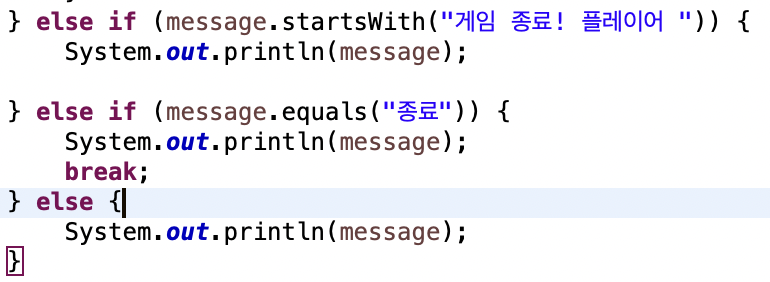 } else if (message.startsWith("게임 종료! 플레이어 ")) {
    System.out.println(message);

} else if (message.equals("종료")) {
    System.out.println(message);
    break;
} else {
    System.out.println(message);
}